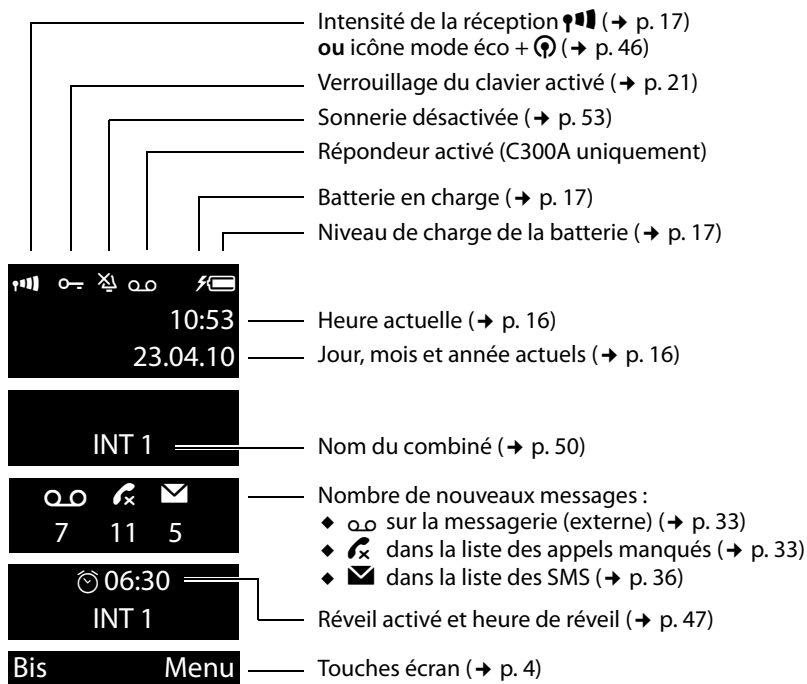 Intensité de la réception (➔ p. 17)
ou icône mode éco + (➔ p. 46)
Verrouillage du clavier activé (➔ p. 21)
Sonnerie désactivée (➔ p. 53)
Répondeur activé (C300A uniquement)
Batterie en charge (➔ p. 17)
Niveau de charge de la batterie (➔ p. 17)
10:53
Heure actuelle (➔ p. 16)
23.04.10
Jour, mois et année actuels (➔ p. 16)
INT 1
Nom du combiné (➔ p. 50)
Nombre de nouveaux messages :
7 11 5
◆ sur la messagerie (externe) (➔ p. 33)
◆ dans la liste des appels manqués (➔ p. 33)
◆ dans la liste des SMS (➔ p. 36)
06:30
INT 1
Réveil activé et heure de réveil (➔ p. 47)
Bis Menu
Touches écran (➔ p. 4)